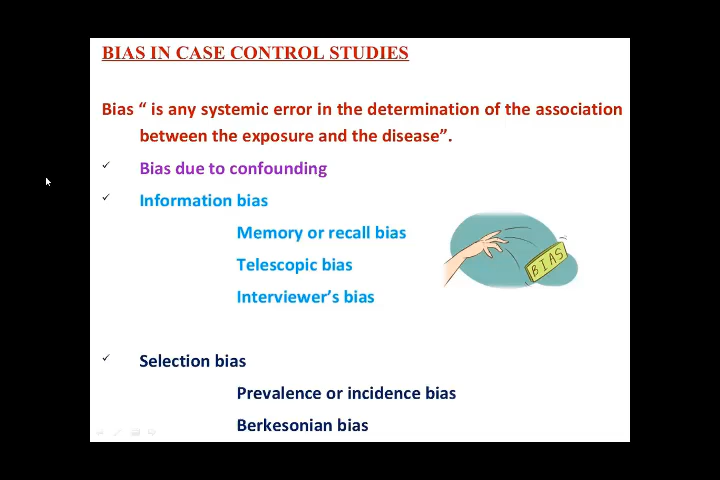 BIAS IN CASE CONTROL STUDIES
Bias “ is any systemic error in the determination of the association
between the exposure and the disease”.
✓ Bias due to confounding
✓ Information bias
Memory or recall bias
Telescopic bias
Interviewer’s bias
BIAS
✓ Selection bias
Prevalence or incidence bias
Berkesonian bias